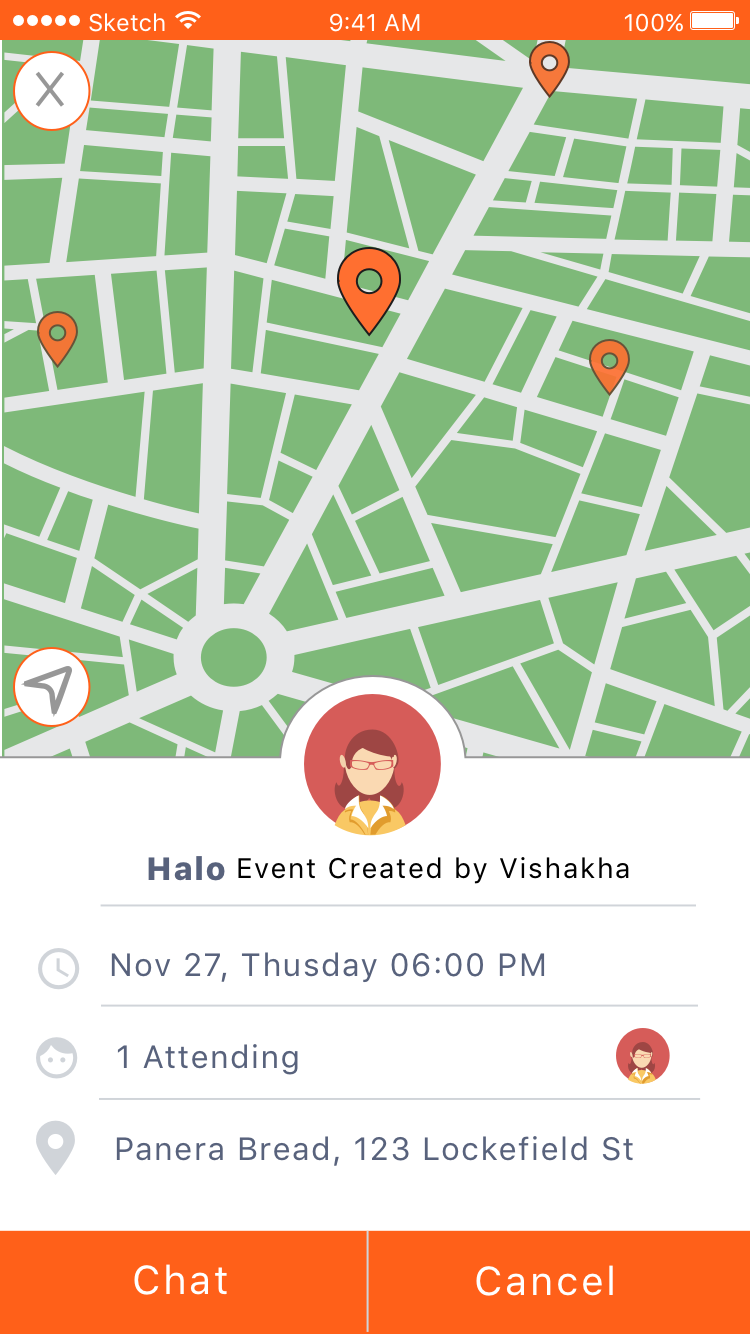 Sketch 9:41 AM 100%
X
Halo Event Created by Vishakha
Nov 27, Thusday 06:00 PM
1 Attending
Panera Bread, 123 Lockefield St
Chat Cancel